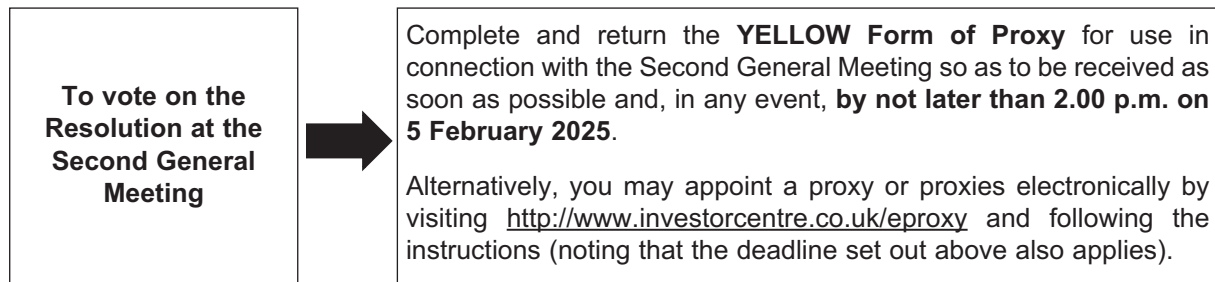 To vote on the
Resolution at the
Second General
Meeting
Complete and return the YELLOW Form of Proxy for use in
connection with the Second General Meeting so as to be received as
soon as possible and, in any event, by not later than 2.00 p.m. on
5 February 2025.
Alternatively, you may appoint a proxy or proxies electronically by
visiting http://www.investorcentre.co.uk/eproxy and following the
instructions (noting that the deadline set out above also applies).